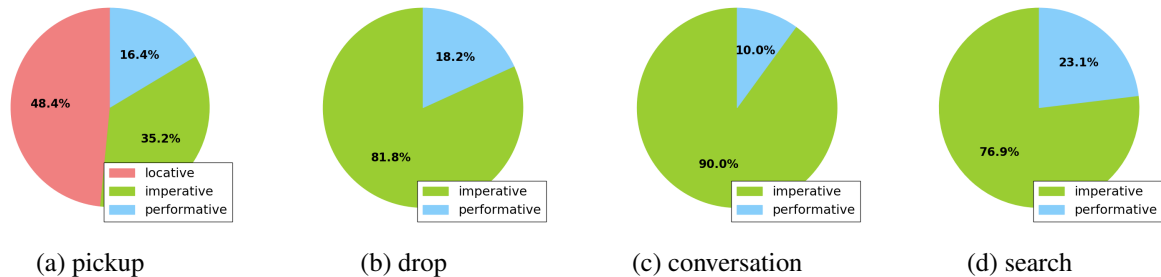 16.4%
48.4%
35.2%
locative
imperative
performative
(a) pickup
18.2%
81.8%
imperative
performative
(b) drop
10.0%
90.0%
imperative
performative
(c) conversation
23.1%
76.9%
imperative
performative
(d) search